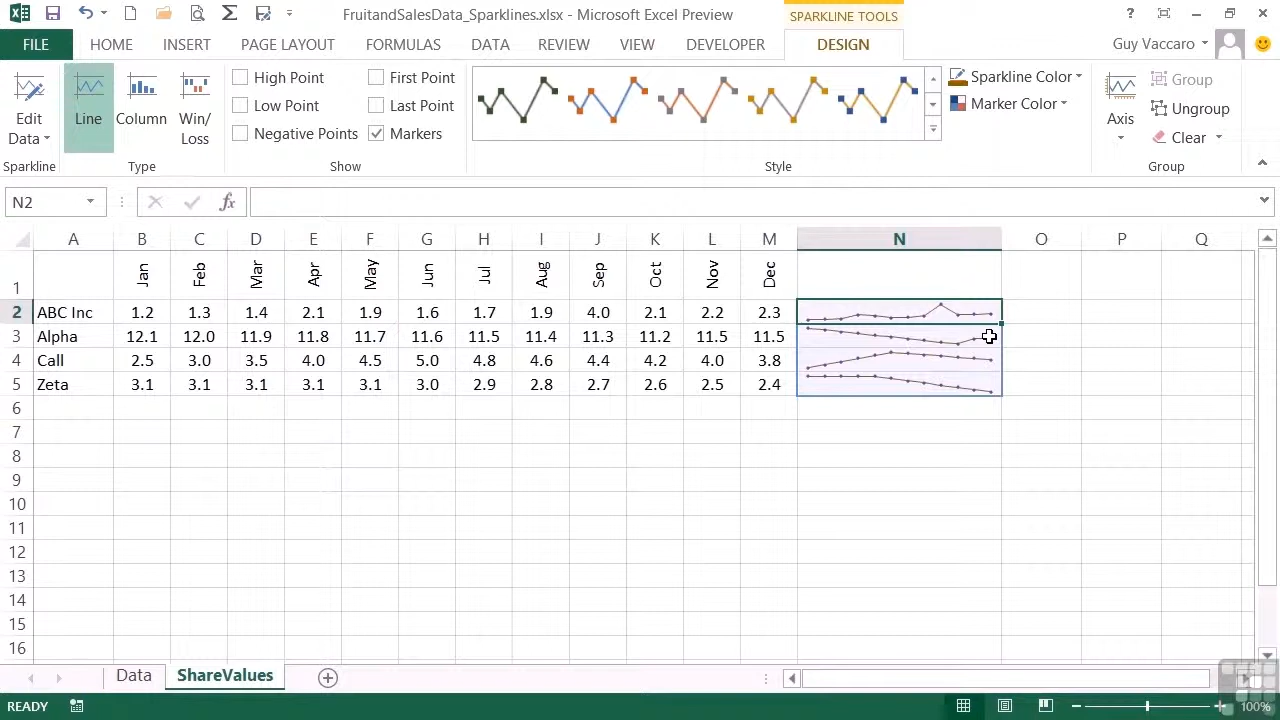 FruitandSalesData_Sparklines.xlsx - Microsoft Excel Preview
SPARKLINE TOOLS
?
FILE HOME INSERT PAGE LAYOUT FORMULAS DATA REVIEW VIEW DEVELOPER DESIGN Guy Vaccaro
Edit Data
Line
Column
Win/Loss
High Point
Low Point
Negative Points
First Point
Last Point
Markers
Sparkline Color
Marker Color
Axis
Group
Ungroup
Clear
Sparkline Type Show Style Group
N2 fx
A B C D E F G H I J K L M N O P Q
1 Jan Feb Mar Apr May Jun Jul Aug Sep Oct Nov Dec
2 ABC Inc 1.2 1.3 1.4 2.1 1.9 1.6 1.7 1.9 4.0 2.1 2.2 2.3
3 Alpha 12.1 12.0 11.9 11.8 11.7 11.6 11.5 11.4 11.3 11.2 11.5 11.5
4 Call 2.5 3.0 3.5 4.0 4.5 5.0 4.8 4.6 4.4 4.2 4.0 3.8
5 Zeta 3.1 3.1 3.1 3.1 3.1 3.0 2.9 2.8 2.7 2.6 2.5 2.4
6
7
8
9
10
11
12
13
14
15
16
Data ShareValues
READY 100%